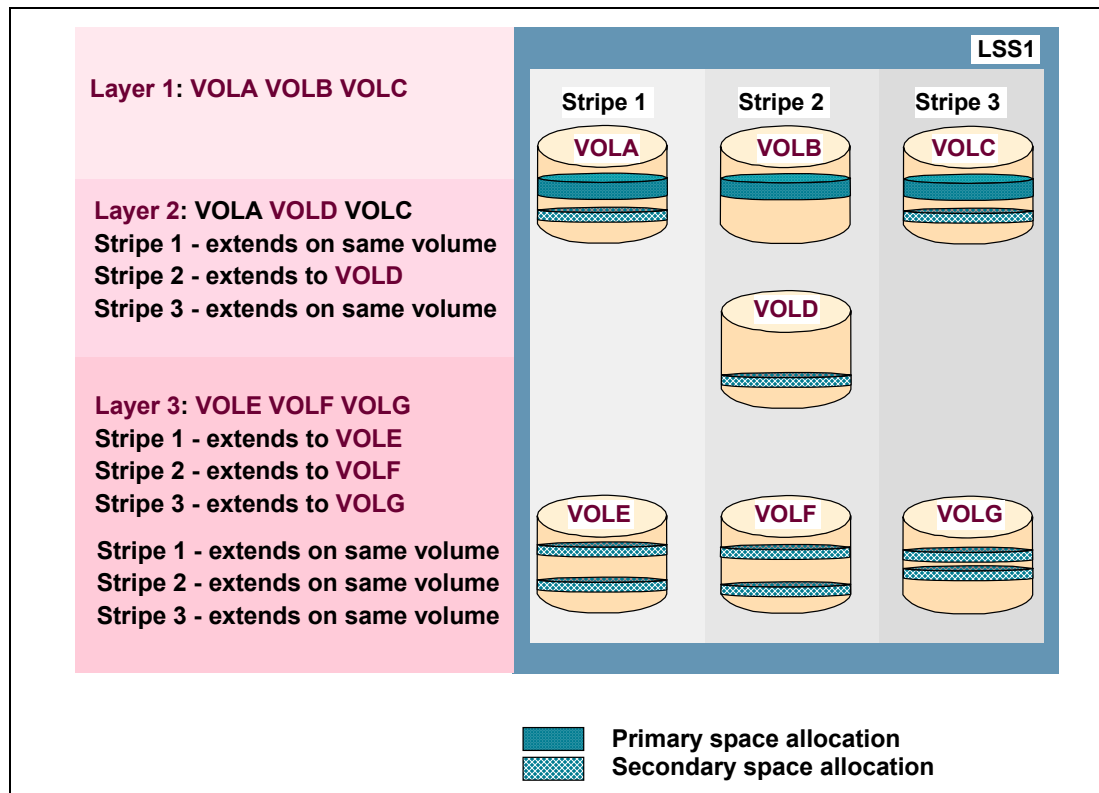 Layer 1: VOLA VOLB VOLC
Layer 2: VOLA VOLD VOLC
Stripe 1 - extends on same volume
Stripe 2 - extends to VOLD
Stripe 3 - extends on same volume
Layer 3: VOLE VOLF VOLG
Stripe 1 - extends to VOLE
Stripe 2 - extends to VOLF
Stripe 3 - extends to VOLG
Stripe 1 - extends on same volume
Stripe 2 - extends on same volume
Stripe 3 - extends on same volume
LSS1
Stripe 1
Stripe 2
Stripe 3
VOLA
VOLB
VOLC
VOLD
VOLE
VOLF
VOLG
Primary space allocation
Secondary space allocation